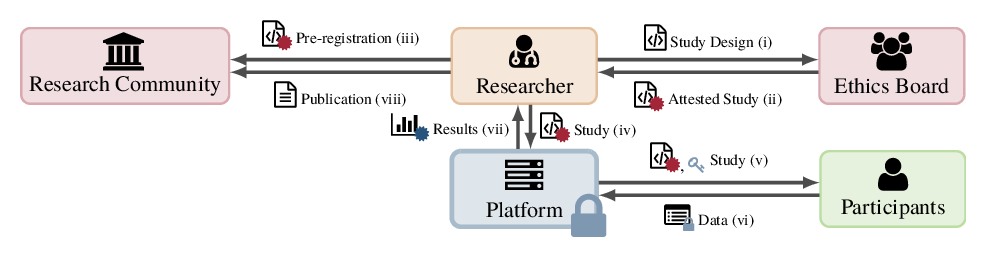 Pre-registration (iii)
Study Design (i)
Research Community
Researcher
Ethics Board
Publication (viii)
Attested Study (ii)
Results (vii)
Study (iv)
, Study (v)
Platform
Participants
Data (vi)